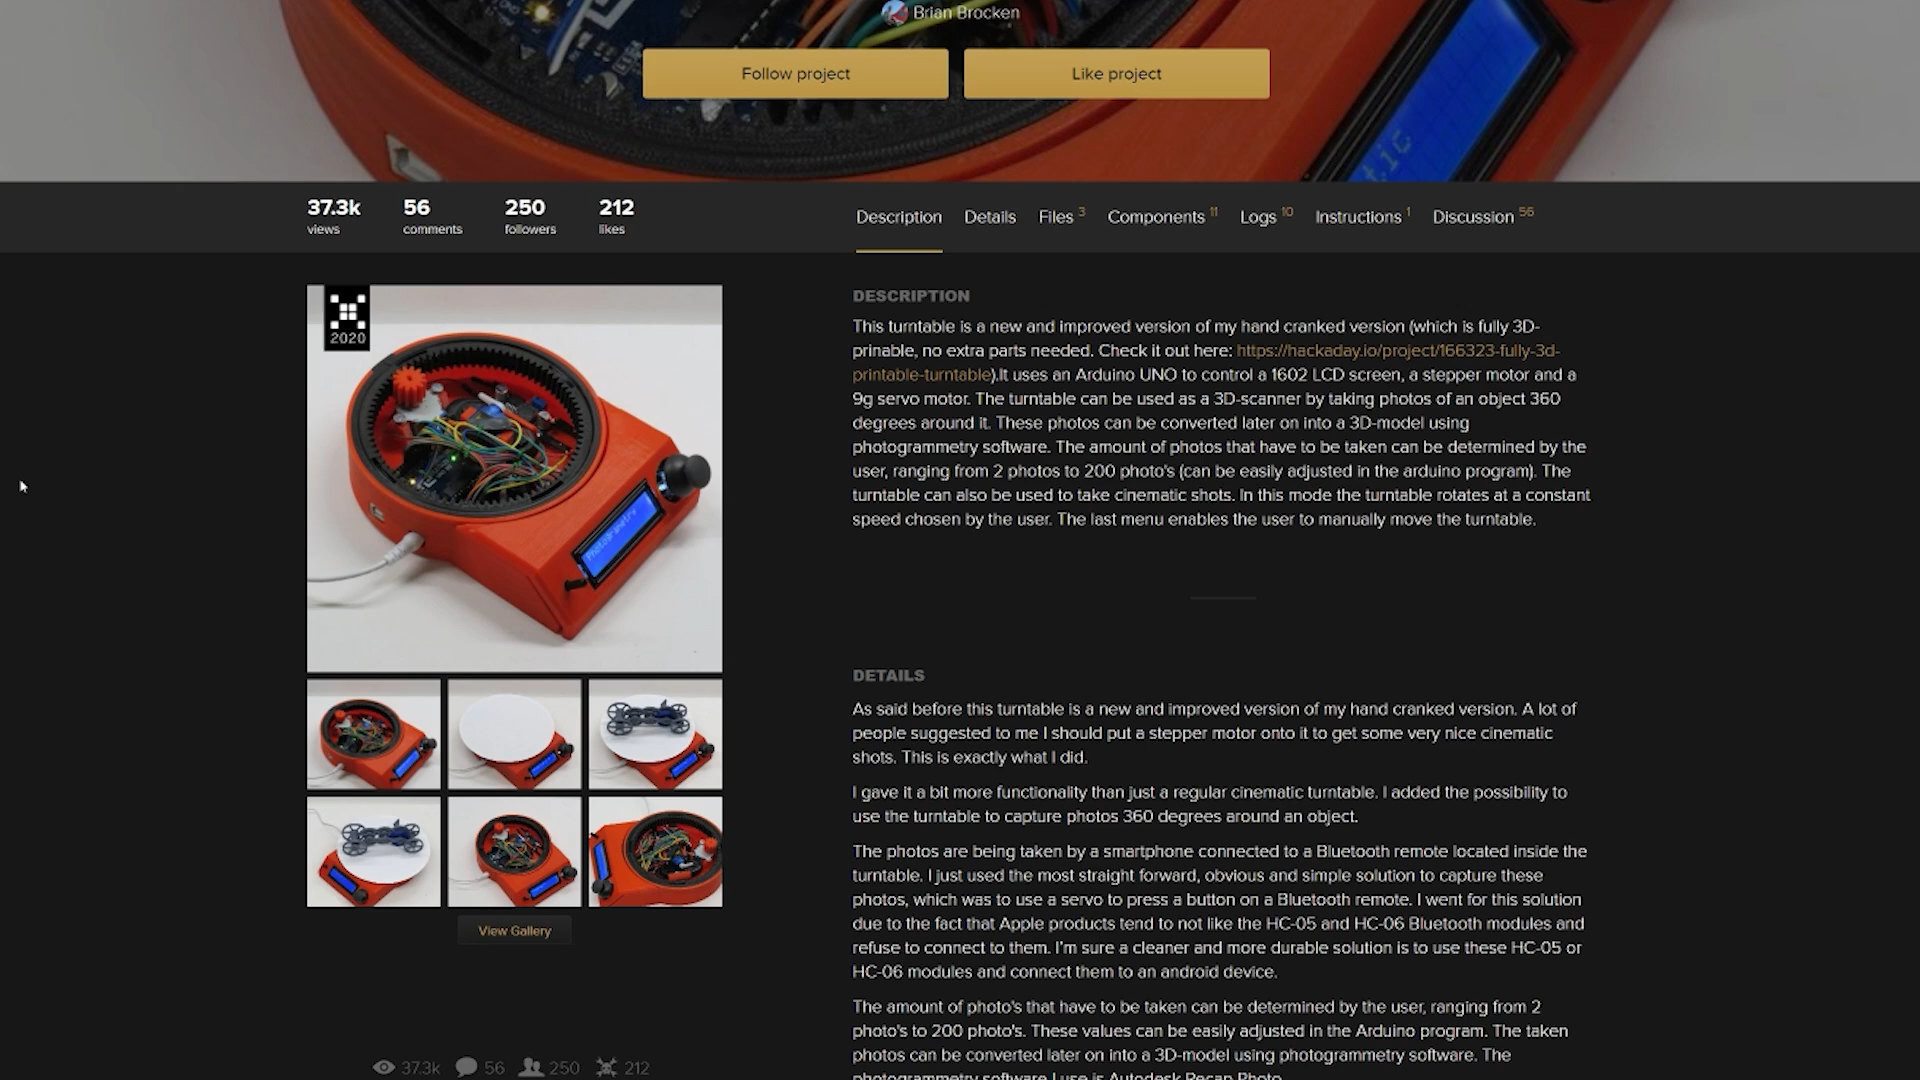 Brian Brocken
Follow project
Like project
tic
37.3k
views
56
comments
250
followers
212
likes
Description
Details
Files 3
Components 11
Logs 10
Instructions 1
Discussion 56
2020
Photogrammetry
DESCRIPTION
This turntable is a new and improved version of my hand cranked version (which is fully 3D-
prinable, no extra parts needed. Check it out here: https://hackaday.io/project/166323-fully-3d-
printable-turntable).It uses an Arduino UNO to control a 1602 LCD screen, a stepper motor and a
9g servo motor. The turntable can be used as a 3D-scanner by taking photos of an object 360
degrees around it. These photos can be converted later on into a 3D-model using
photogrammetry software. The amount of photos that have to be taken can be determined by the
user, ranging from 2 photos to 200 photo's (can be easily adjusted in the arduino program). The
turntable can also be used to take cinematic shots. In this mode the turntable rotates at a constant
speed chosen by the user. The last menu enables the user to manually move the turntable.
DETAILS
As said before this turntable is a new and improved version of my hand cranked version. A lot of
people suggested to me I should put a stepper motor onto it to get some very nice cinematic
shots. This is exactly what I did.
I gave it a bit more functionality than just a regular cinematic turntable. I added the possibility to
use the turntable to capture photos 360 degrees around an object.
The photos are being taken by a smartphone connected to a Bluetooth remote located inside the
turntable. I just used the most straight forward, obvious and simple solution to capture these
photos, which was to use a servo to press a button on a Bluetooth remote. I went for this solution
due to the fact that Apple products tend to not like the HC-05 and HC-06 Bluetooth modules and
refuse to connect to them. I'm sure a cleaner and more durable solution is to use these HC-05 or
HC-06 modules and connect them to an android device.
The amount of photo's that have to be taken can be determined by the user, ranging from 2
photo's to 200 photo's. These values can be easily adjusted in the Arduino program. The taken
photos can be converted later on into a 3D-model using photogrammetry software. The
photogrammetry software I use is Autodesk Recap Photo.
View Gallery
37.3k
56
250
212